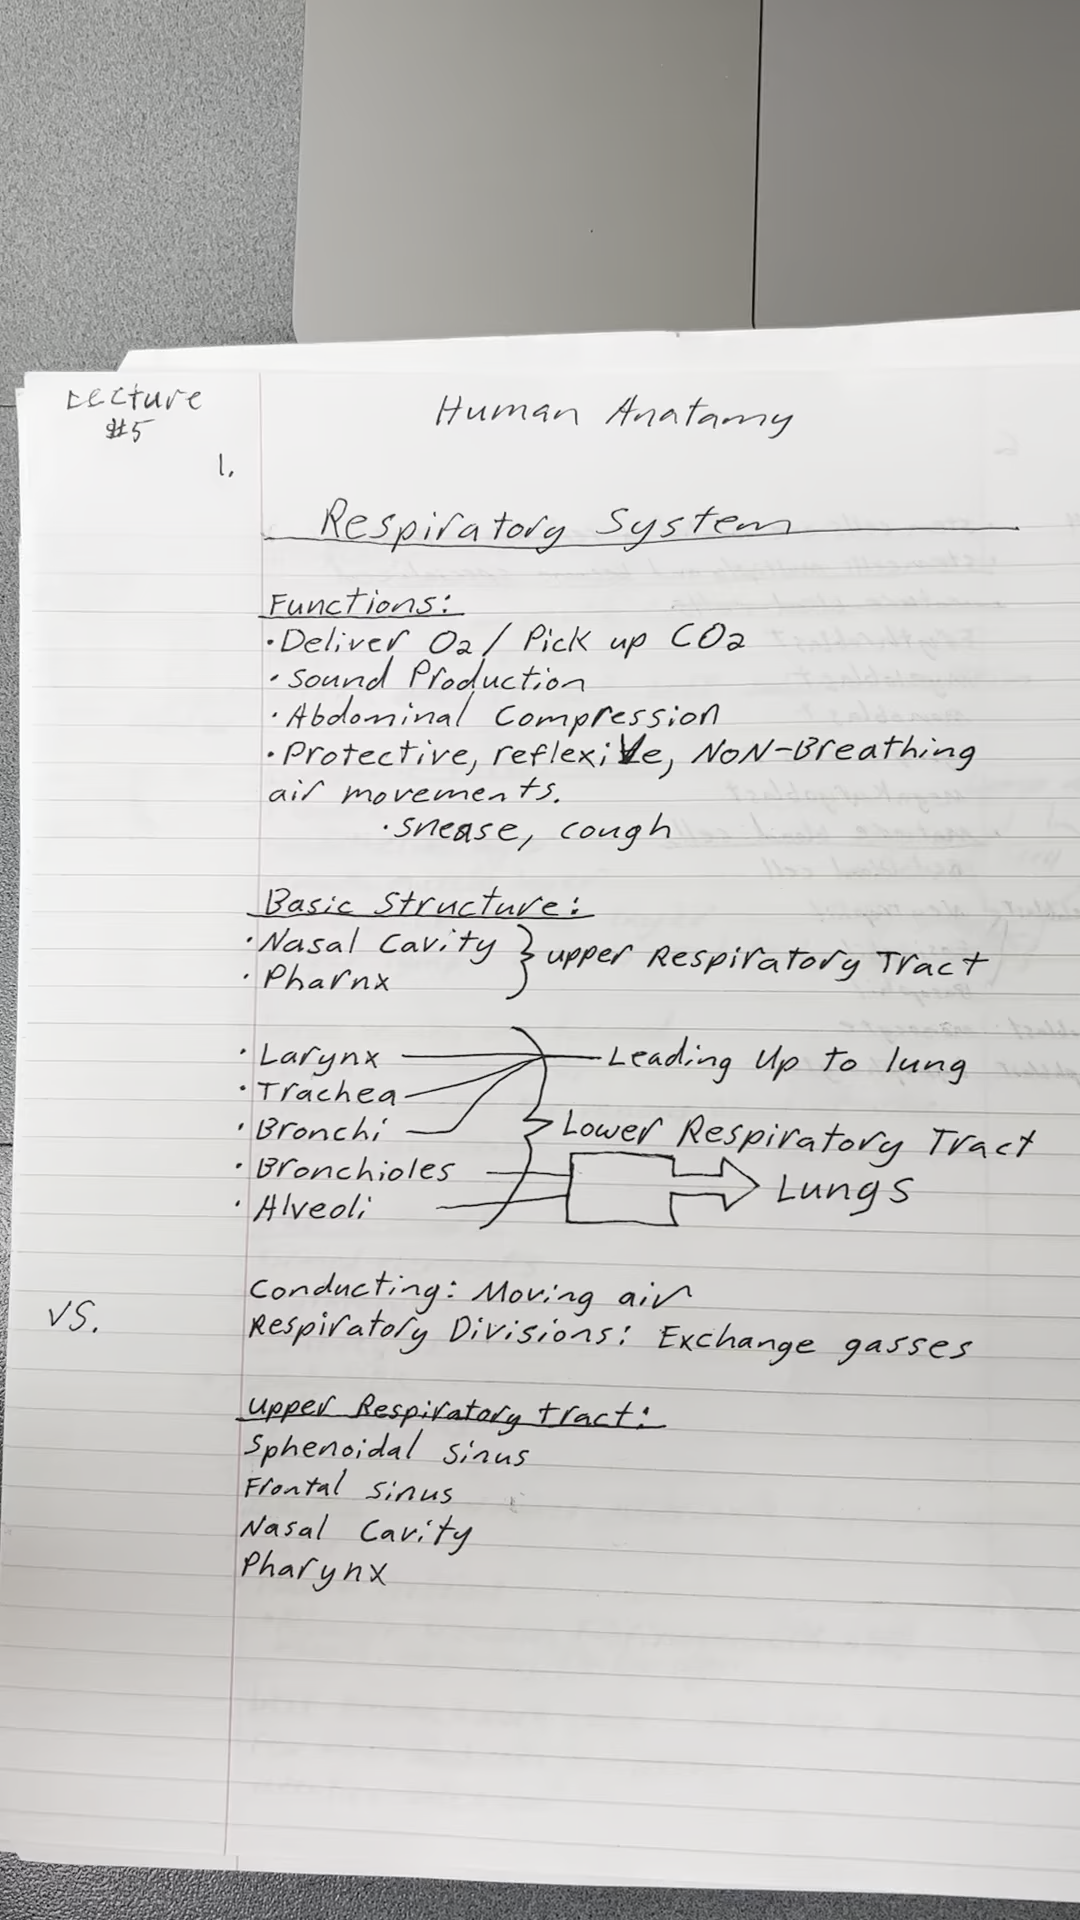 Lecture
#5
Human Anatamy
1.
Respiratory System
Functions:
·Deliver O2 / Pick up CO2
·Sound Production
·Abdominal Compression
·Protective, reflexive, NoN-Breathing
air movements.
·snease, cough
Basic Structure:
·Nasal Cavity } upper Respiratory Tract
·Pharnx
·Larynx Leading Up to lung
·Trachea
·Bronchi Lower Respiratory Tract
·Bronchioles
·Alveoli Lungs
Conducting: Moving air
vs.
Respiratory Divisions: Exchange gasses
Upper Respiratory tract:
Sphenoidal sinus
Frontal sinus
Nasal Cavity
Pharynx